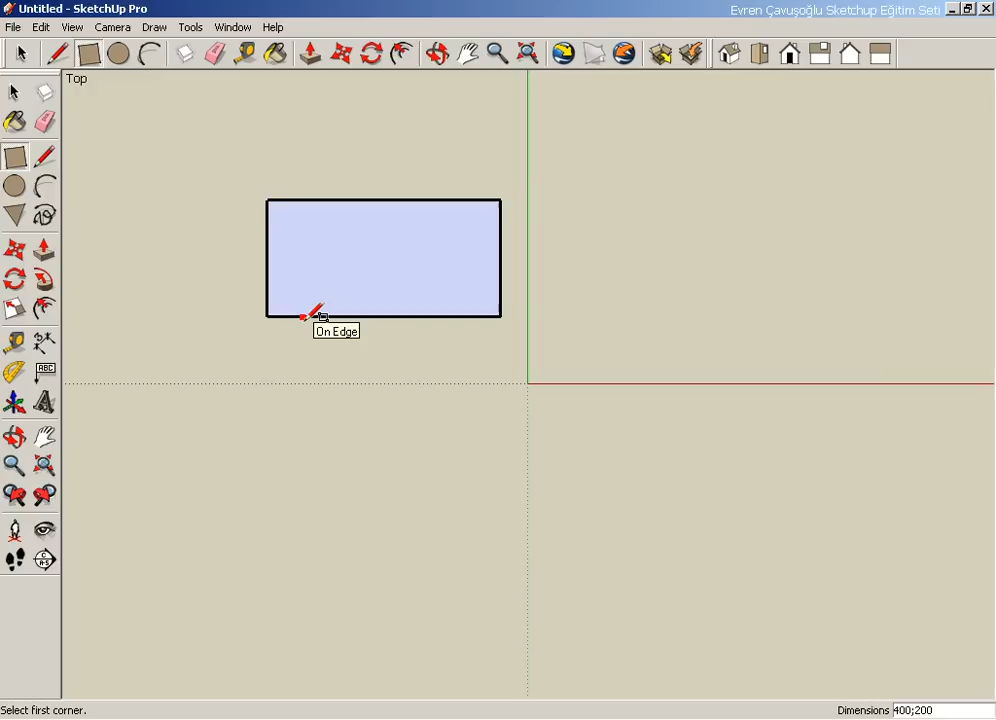 Untitled - SketchUp Pro
Evren Çavuşoğlu Sketchup Eğitim Seti
File Edit View Camera Draw Tools Window Help
Top
On Edge
ABC
Select first corner.
Dimensions 400;200